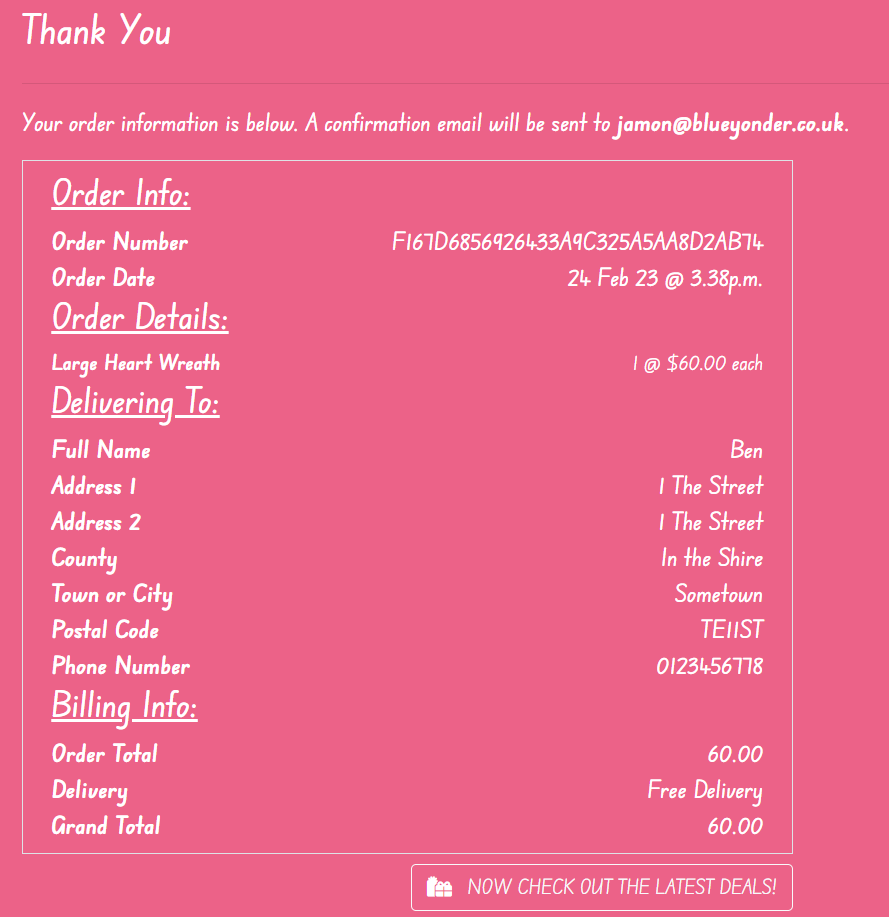 Thank You
Your order information is below. A confirmation email will be sent to jamon@blueyonder.co.uk.
Order Info:
Order Number F167D6856926433A9C325A5AA8D2AB74
Order Date 24 Feb 23 @ 3.38p.m.
Order Details:
Large Heart Wreath 1 @ $60.00 each
Delivering To:
Full Name Ben
Address 1 1 The Street
Address 2 1 The Street
County In the Shire
Town or City Sometown
Postal Code TE11ST
Phone Number 0123456778
Billing Info:
Order Total 60.00
Delivery Free Delivery
Grand Total 60.00
NOW CHECK OUT THE LATEST DEALS!